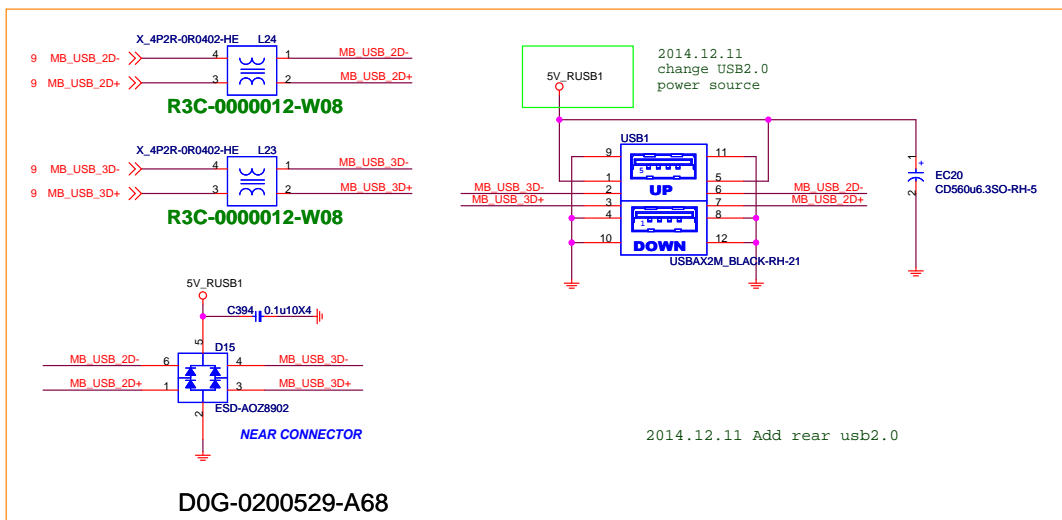 X_4P2R-0R0402-HE L24
9 MB_USB_2D- 4 1 MB_USB_2D-
9 MB_USB_2D+ 3 2 MB_USB_2D+
R3C-0000012-W08
X_4P2R-0R0402-HE L23
9 MB_USB_3D- 4 1 MB_USB_3D-
9 MB_USB_3D+ 3 2 MB_USB_3D+
R3C-0000012-W08
5V_RUSB1
2014.12.11
change USB2.0
power source
USB1
9 11
5
1 5
UP
MB_USB_3D- 2 6 MB_USB_2D-
MB_USB_3D+ 3 7 MB_USB_2D+
4 1 8
10 DOWN 12
USBAX2M_BLACK-RH-21
1 +
EC20
2 CD560u6.3SO-RH-5
5V_RUSB1
C394 0.1u10X4
5 D15
MB_USB_2D- 6 4 MB_USB_3D-
MB_USB_2D+ 1 3 MB_USB_3D+
2 ESD-AOZ8902
NEAR CONNECTOR
2014.12.11 Add rear usb2.0
D0G-0200529-A68